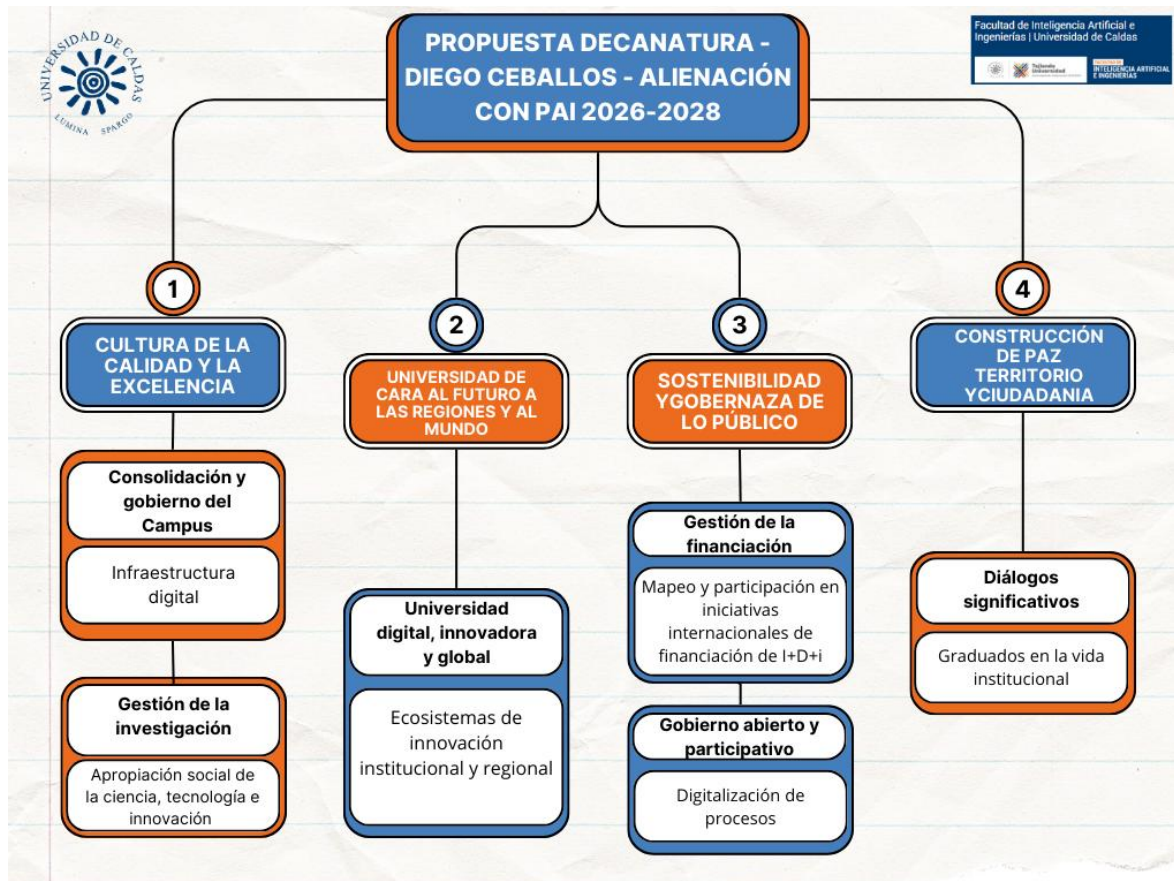 UNIVERSIDAD DE CALDAS
LUMINA SPARGO
PROPUESTA DECANATURA -
DIEGO CEBALLOS - ALIENACIÓN
CON PAI 2026-2028
Facultad de Inteligencia Artificial e
Ingenierías | Universidad de Caldas
Tejiendo
Universidad
INTELIGENCIA ARTIFICIAL
E INGENIERÍAS
1
CULTURA DE LA
CALIDAD Y LA
EXCELENCIA
Consolidación y
gobierno del
Campus
Infraestructura
digital
Gestión de la
investigación
Apropiación social de
la ciencia, tecnología e
innovación
2
UNIVERSIDAD DE
CARA AL FUTURO A
LAS REGIONES Y AL
MUNDO
Universidad
digital, innovadora
y global
Ecosistemas de
innovación
institucional y regional
3
SOSTENIBILIDAD
YGOBERNAZA DE
LO PÚBLICO
Gestión de la
financiación
Mapeo y participación en
iniciativas
internacionales de
financiación de I+D+i
Gobierno abierto y
participativo
Digitalización de
procesos
4
CONSTRUCCIÓN
DE PAZ
TERRITORIO
YCIUDADANIA
Diálogos
significativos
Graduados en la vida
institucional